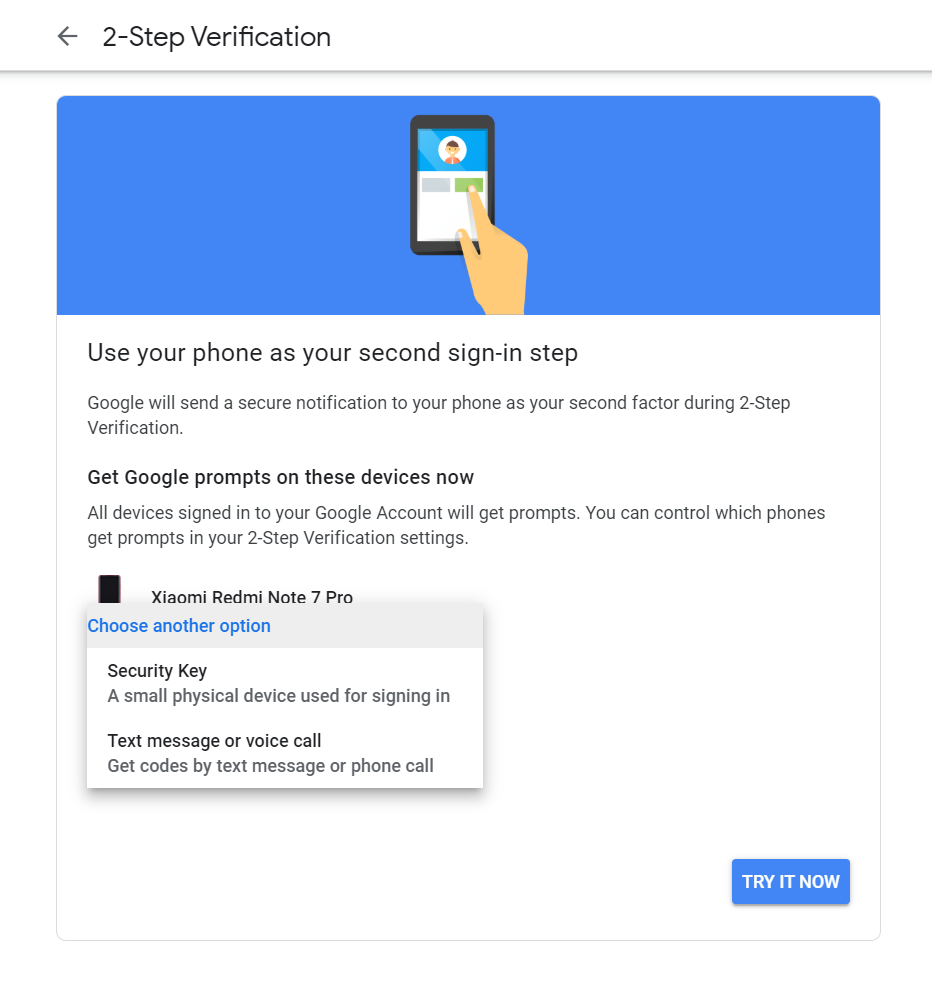 2-Step Verification
Use your phone as your second sign-in step
Google will send a secure notification to your phone as your second factor during 2-Step
Verification.
Get Google prompts on these devices now
All devices signed in to your Google Account will get prompts. You can control which phones
get prompts in your 2-Step Verification settings.
Xiaomi Redmi Note 7 Pro
Choose another option
Security Key
A small physical device used for signing in
Text message or voice call
Get codes by text message or phone call
TRY IT NOW